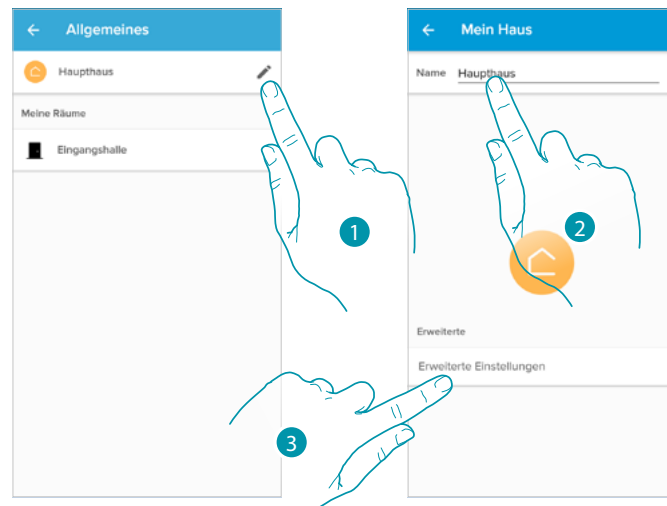 Allgemeines
Haupthaus
Meine Räume
Eingangshalle
1
Mein Haus
Name Haupthaus
2
Erweiterte
Erweiterte Einstellungen
3